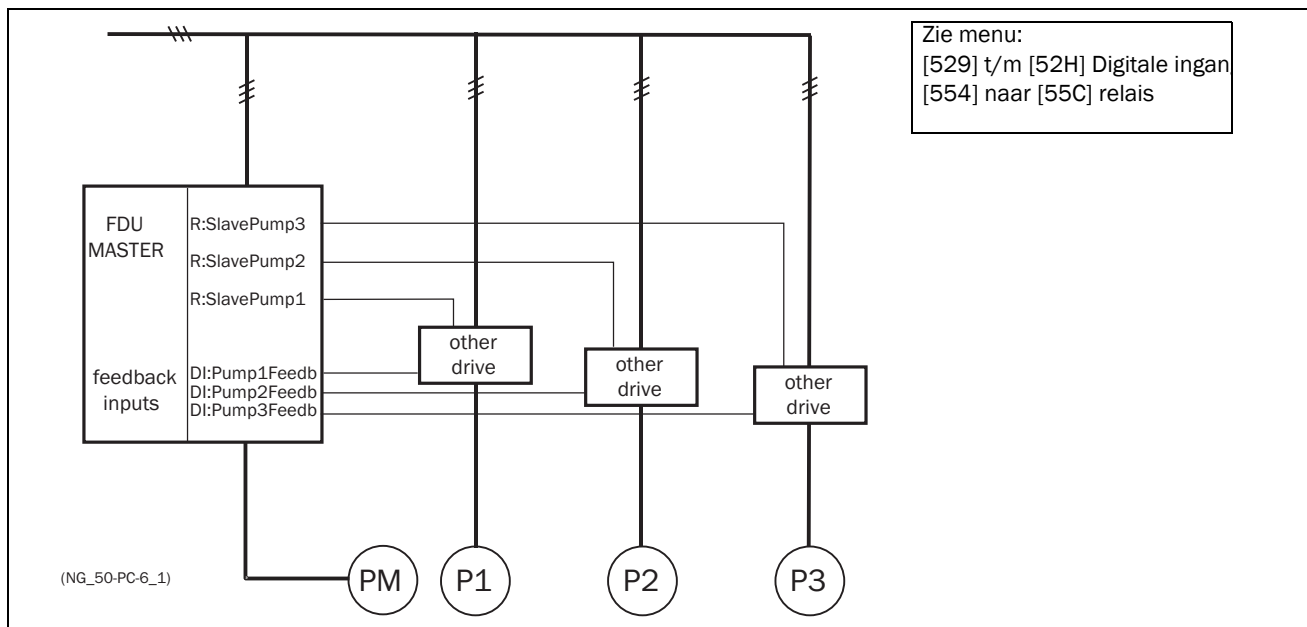 Zie menu:
[529] t/m [52H] Digitale ingan
[554] naar [55C] relais
FDU
MASTER
R:SlavePump3
R:SlavePump2
R:SlavePump1
feedback
inputs
DI:Pump1Feedb
DI:Pump2Feedb
DI:Pump3Feedb
other
drive
other
drive
other
drive
(NG_50-PC-6_1)
PM
P1
P2
P3